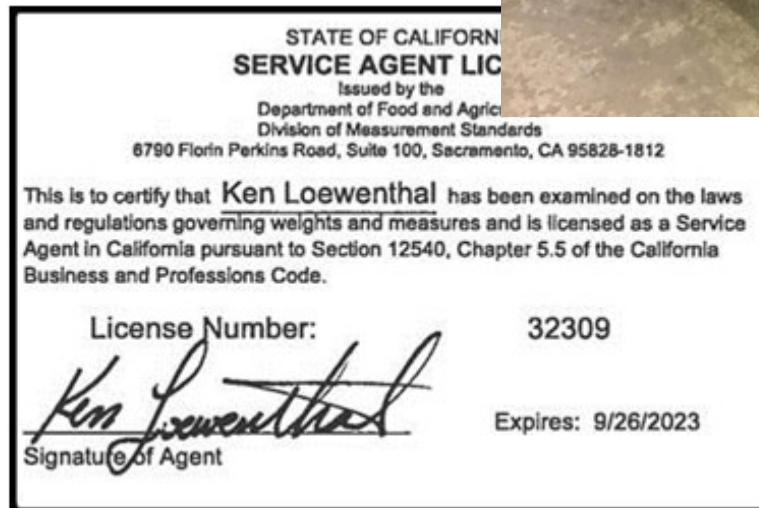 STATE OF
SERVICE AGENT
Issued by the
Department of Food and
Division of Measurement Standards
6790 Florin Perkins Road, Suite 100, Sacramento, CA 95828-1812
This is to certify that Ken Loewenthal has been examined on the laws
and regulations governing weights and measures and is licensed as a Service
Agent in California pursuant to Section 12540, Chapter 5.5 of the California
Business and Professions Code.
License Number: 32309
Ken Loewenthal
Expires: 9/26/2023
Signature of Agent